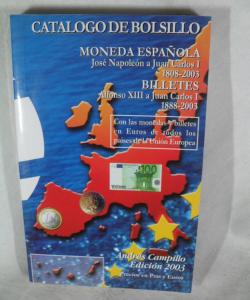 CATALOGO DE BOLSILLO
MONEDA ESPAÑOLA
José Napoleón a Juan Carlos I
1808-2003
BILLETES
Alfonso XIII a Juan Carlos I
1888-2003
Con las monedas y billetes
en Euros de todos los
países de la Unión Europea
100
Andrés Campillo
Edición 2003
Precios en Ptas y Euros